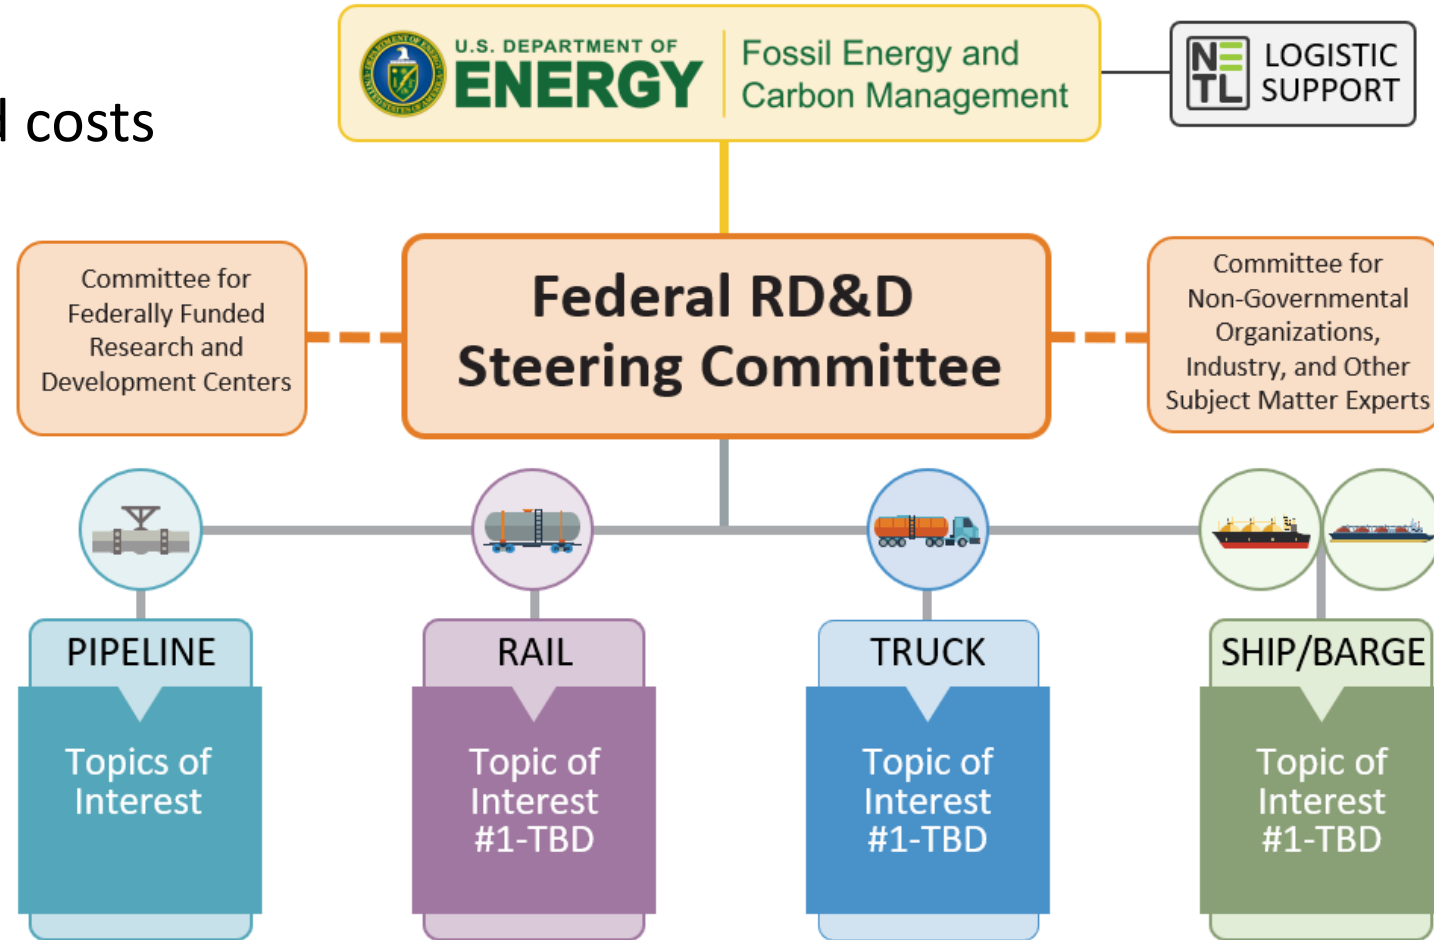 costs
U.S. DEPARTMENT OF
ENERGY
Fossil Energy and
Carbon Management
NE
TL
LOGISTIC
SUPPORT
Committee for
Federally Funded
Research and
Development Centers
Federal RD&D
Steering Committee
Committee for
Non-Governmental
Organizations,
Industry, and Other
Subject Matter Experts
PIPELINE
RAIL
TRUCK
SHIP/BARGE
Topics of
Interest
Topic of
Interest
#1-TBD
Topic of
Interest
#1-TBD
Topic of
Interest
#1-TBD